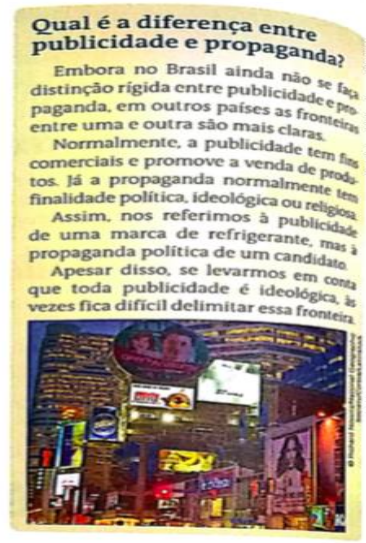 Qual é a diferença entre
publicidade e propaganda?
Embora no Brasil ainda não se faça
distinção rígida entre publicidade e pro-
paganda, em outros países as fronteiras
entre uma e outra são mais claras.
Normalmente, a publicidade tem fins
comerciais e promove a venda de produ-
tos. Já a propaganda normalmente tem
finalidade política, ideológica ou religiosa.
Assim, nos referimos à publicidade
de uma marca de refrigerante, mas à
propaganda política de um candidato.
Apesar disso, se levarmos em conta
que toda publicidade é ideológica, às
vezes fica difícil delimitar essa fronteira.